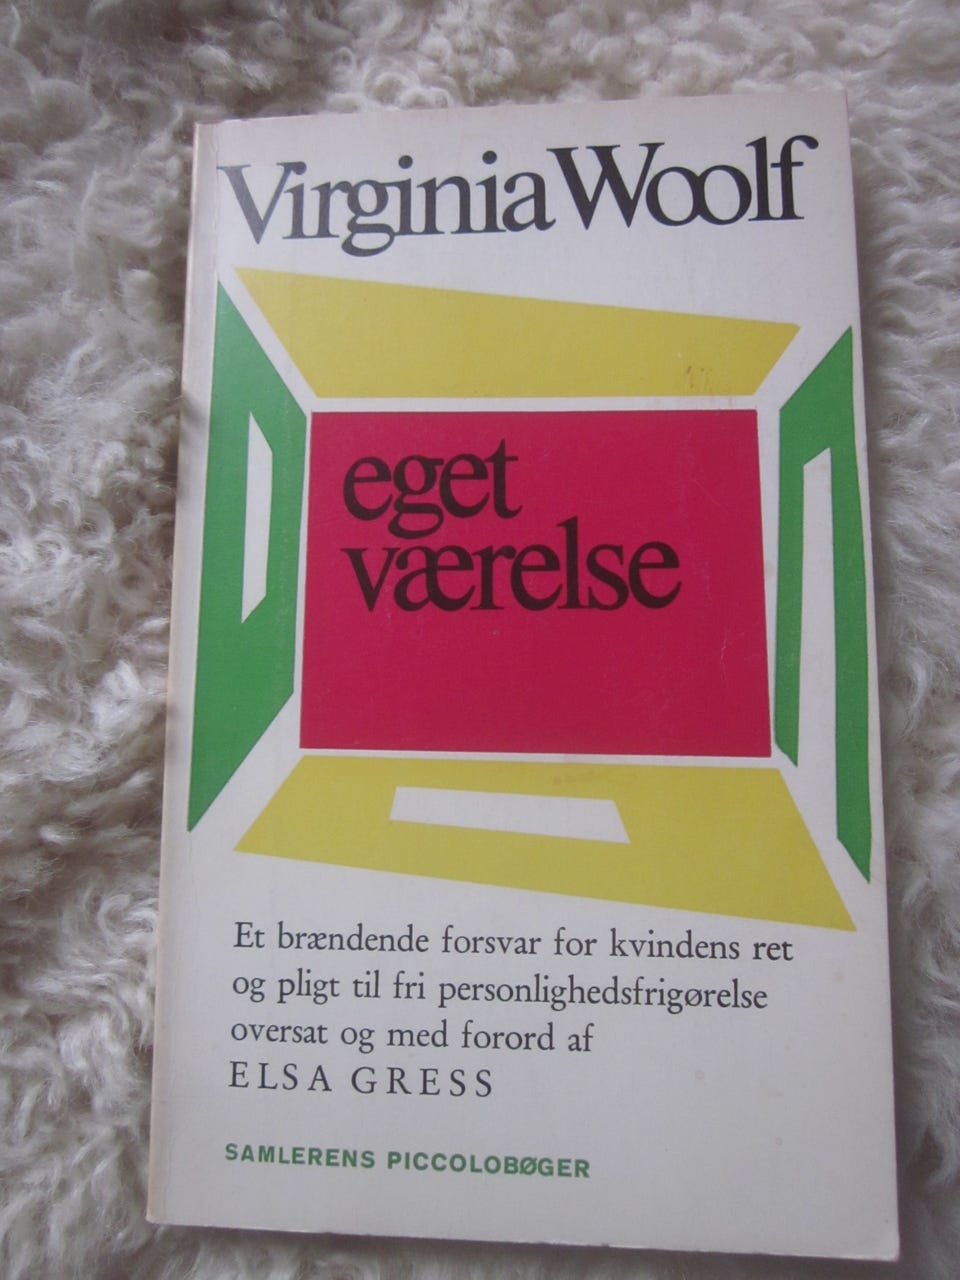 Virginia Woolf
eget
værelse
Et brændende forsvar for kvindens ret
og pligt til fri personlighedsfrigørelse
oversat og med forord af
ELSA GRESS
SAMLERENS PICCOLOBØGER